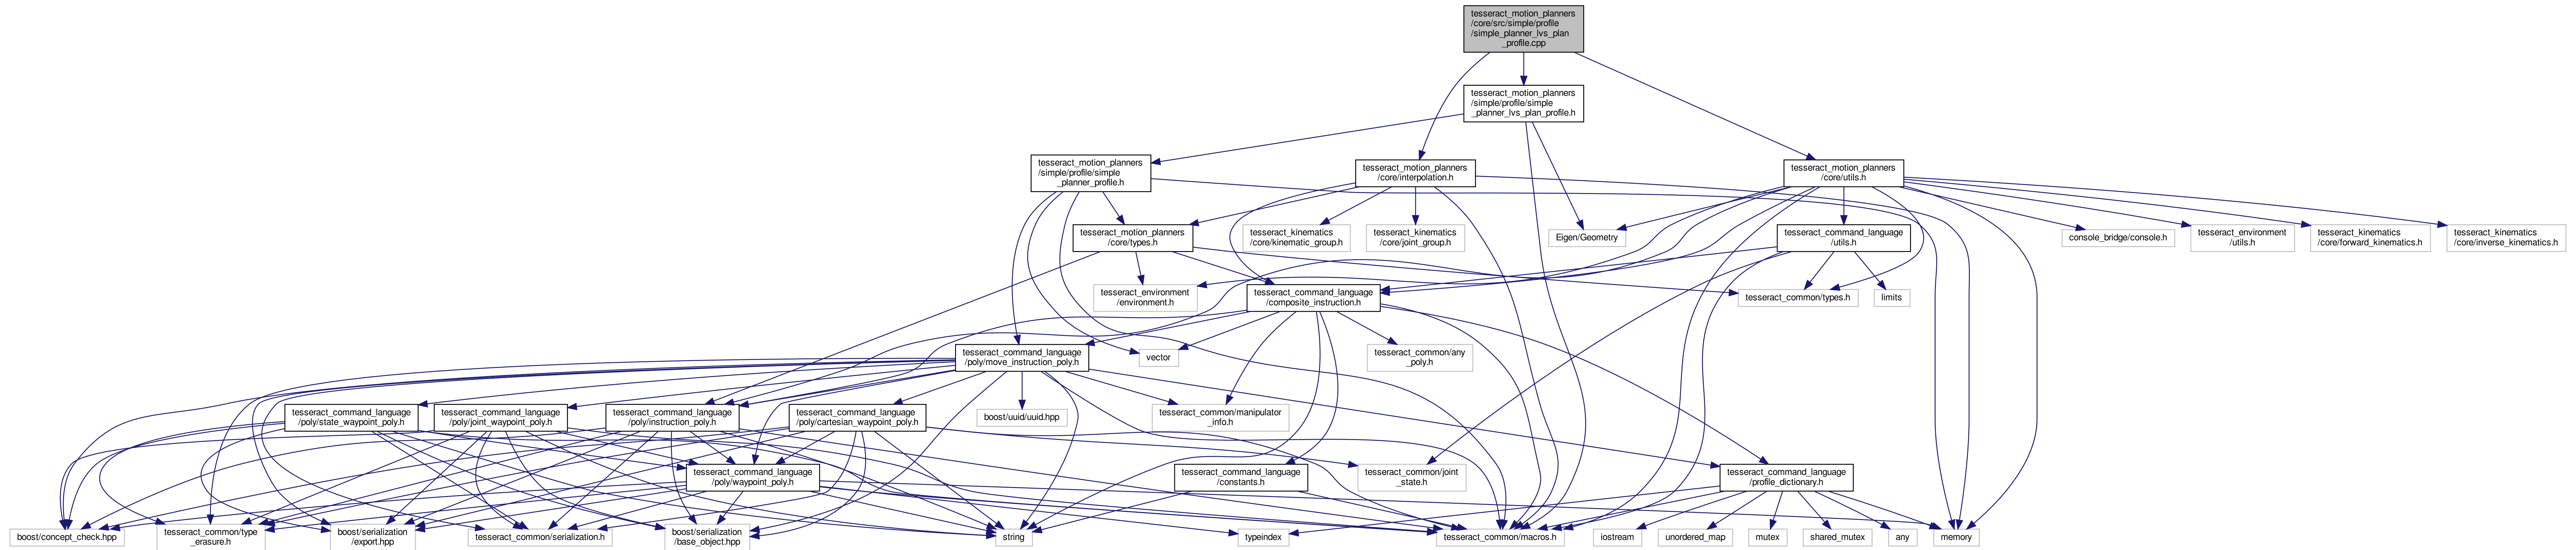 tesseract_motion_planners
/core/src/simple/profile
/simple_planner_lvs_plan
_profile.cpp
tesseract_motion_planners
/simple/profile/simple
_planner_lvs_plan_profile.h
tesseract_motion_planners
/simple/profile/simple
_planner_profile.h
tesseract_motion_planners
/core/interpolation.h
tesseract_motion_planners
/core/utils.h
tesseract_motion_planners
/core/types.h
tesseract_kinematics
/core/kinematic_group.h
tesseract_kinematics
/core/joint_group.h
Eigen/Geometry
tesseract_command_language
/utils.h
console_bridge/console.h
tesseract_environment
/utils.h
tesseract_kinematics
/core/forward_kinematics.h
tesseract_kinematics
/core/inverse_kinematics.h
tesseract_environment
/environment.h
tesseract_command_language
/composite_instruction.h
tesseract_common/types.h
limits
tesseract_command_language
/poly/move_instruction_poly.h
vector
tesseract_common/any
_poly.h
tesseract_command_language
/poly/state_waypoint_poly.h
tesseract_command_language
/poly/joint_waypoint_poly.h
tesseract_command_language
/poly/instruction_poly.h
tesseract_command_language
/poly/cartesian_waypoint_poly.h
boost/uuid/uuid.hpp
tesseract_common/manipulator
_info.h
tesseract_command_language
/poly/waypoint_poly.h
tesseract_command_language
/constants.h
tesseract_common/joint
_state.h
tesseract_command_language
/profile_dictionary.h
boost/concept_check.hpp
tesseract_common/type
_erasure.h
boost/serialization
/export.hpp
tesseract_common/serialization.h
boost/serialization
/base_object.hpp
string
typeindex
tesseract_common/macros.h
iostream
unordered_map
mutex
shared_mutex
any
memory